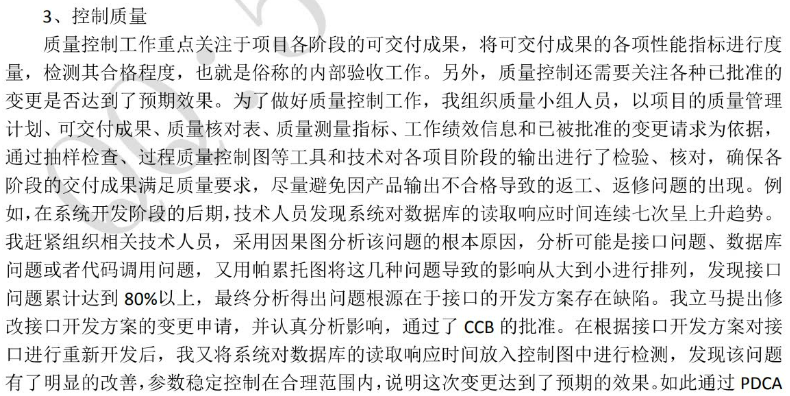 3、控制质量
质量控制工作重点关注于项目各阶段的可交付成果，将可交付成果的各项性能指标进行度
量，检测其合格程度，也就是俗称的内部验收工作。另外，质量控制还需要关注各种已批准的
变更是否达到了预期效果。为了做好质量控制工作，我组织质量小组人员，以项目的质量管理
计划、可交付成果、质量核对表、质量测量指标、工作绩效信息和已被批准的变更请求为依据，
通过抽样检查、过程质量控制图等工具和技术对各项目阶段的输出进行了检验、核对，确保各
阶段的交付成果满足质量要求，尽量避免因产品输出不合格导致的返工、返修问题的出现。例
如，在系统开发阶段的后期，技术人员发现系统对数据库的读取响应时间连续七次呈上升趋势。
我赶紧组织相关技术人员，采用因果图分析该问题的根本原因，分析可能是接口问题、数据库
问题或者代码调用问题，又用帕累托图将这几种问题导致的影响从大到小进行排列，发现接口
问题累计达到 80%以上，最终分析得出问题根源在于接口的开发方案存在缺陷。我立马提出修
改接口开发方案的变更申请，并认真分析影响，通过了 CCB 的批准。在根据接口开发方案对接
口进行重新开发后，我又将系统对数据库的读取响应时间放入控制图中进行检测，发现该问题
有了明显的改善，参数稳定控制在合理范围内，说明这次变更达到了预期的效果。如此通过 PDCA
QQ:5